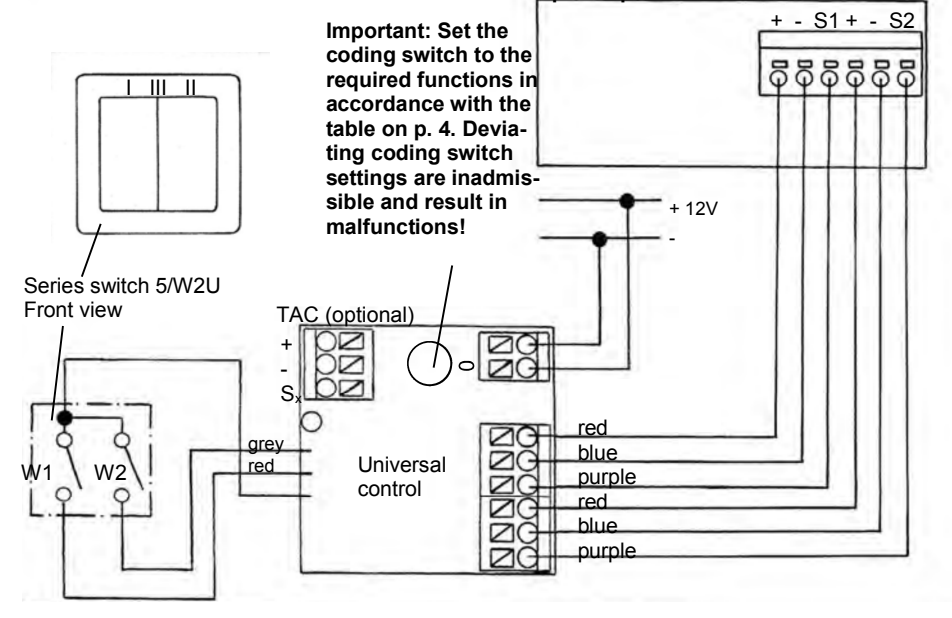 Important: Set the
coding switch to the
required functions in
accordance with the
table on p. 4. Devia-
ting coding switch
settings are inadmis-
sible and result in
malfunctions!
+ - S1 + - S2
I III II
+ 12V
-
Series switch 5/W2U
Front view
TAC (optional)
+
-
Sx
0
W1 W2
grey
red
Universal
control
red
blue
purple
red
blue
purple